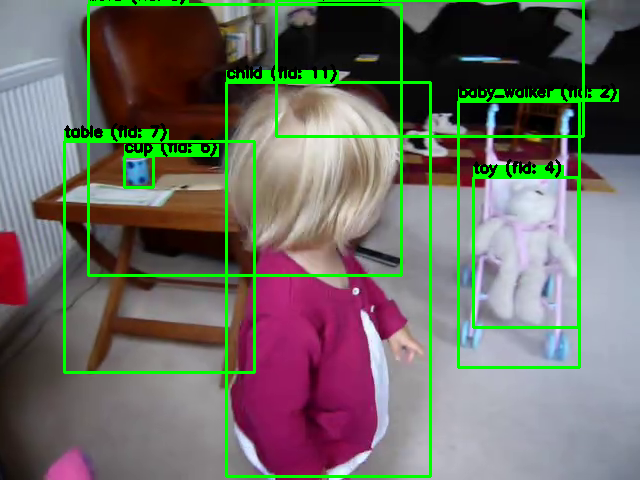 child (fid: 11)
baby_walker (fid: 2)
table (fid: 7)
cup (fid: 6)
toy (fid: 4)